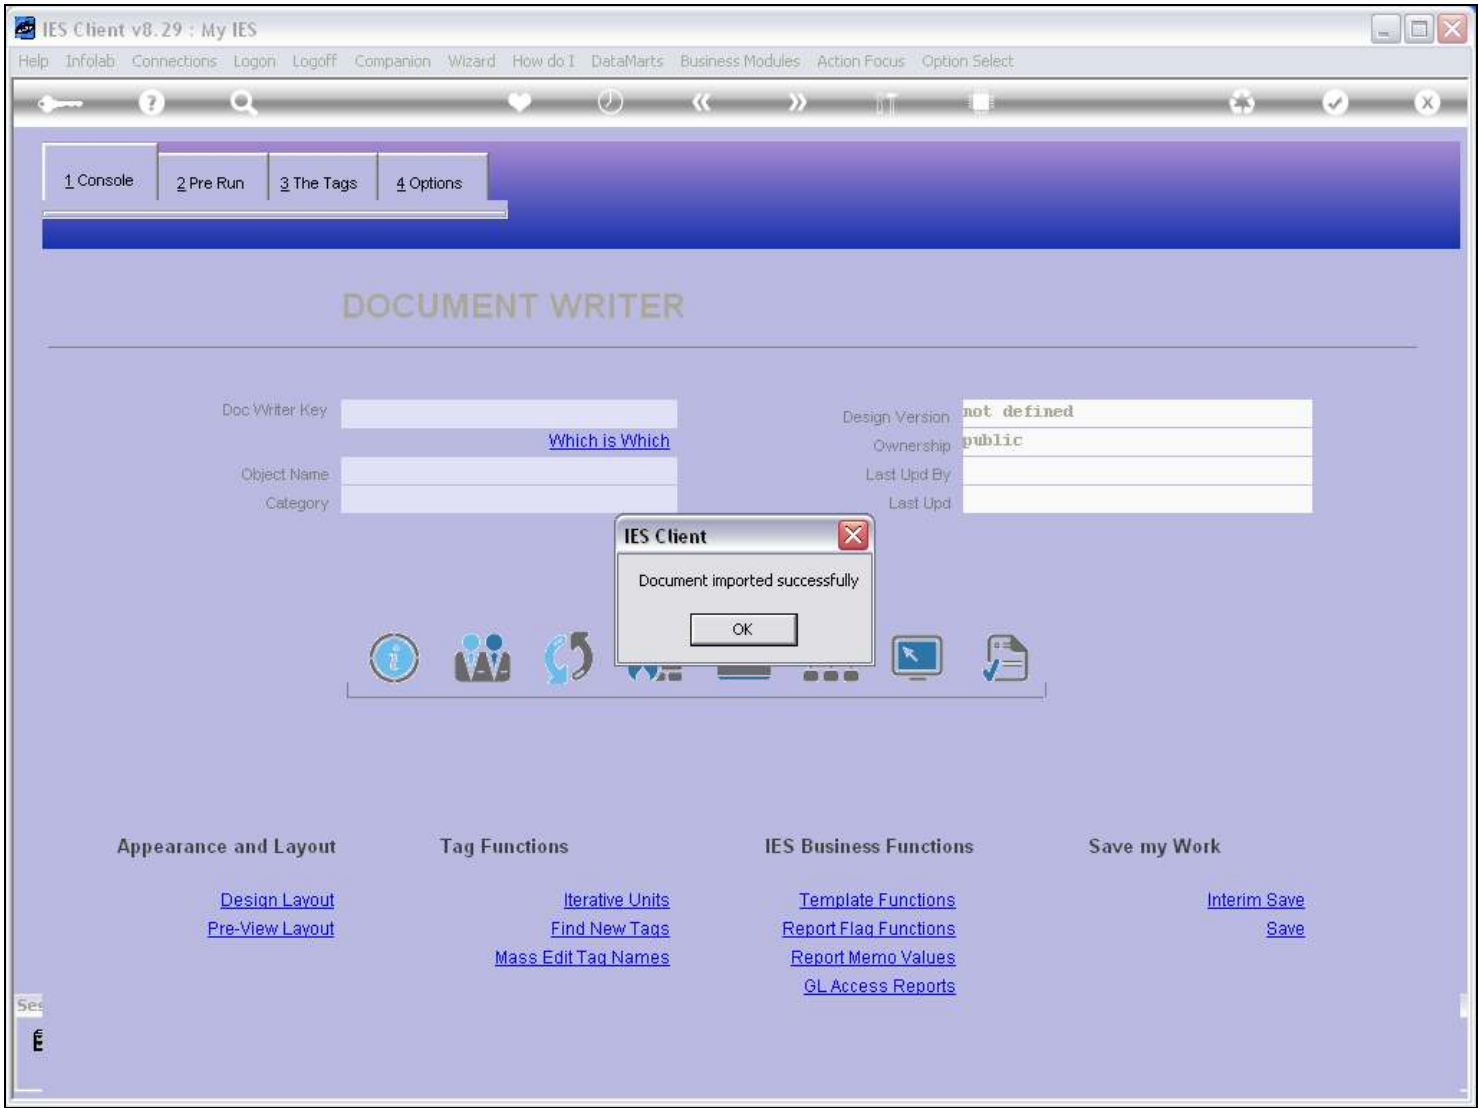 IES Client v8.29 : My IES
Help Infolab Connections Logon Logoff Companion Wizard How do I DataMarts Business Modules Action Focus Option Select
1 Console 2 Pre Run 3 The Tags 4 Options
DOCUMENT WRITER
Doc Writer Key
Design Version not defined
Which is Which
Ownership public
Object Name
Last Upd By
Category
Last Upd
IES Client
Document imported successfully
OK
Appearance and Layout Tag Functions IES Business Functions Save my Work
Design Layout Iterative Units Template Functions Interim Save
Pre-View Layout Find New Tags Report Flag Functions Save
Mass Edit Tag Names Report Memo Values
GL Access Reports
Ses